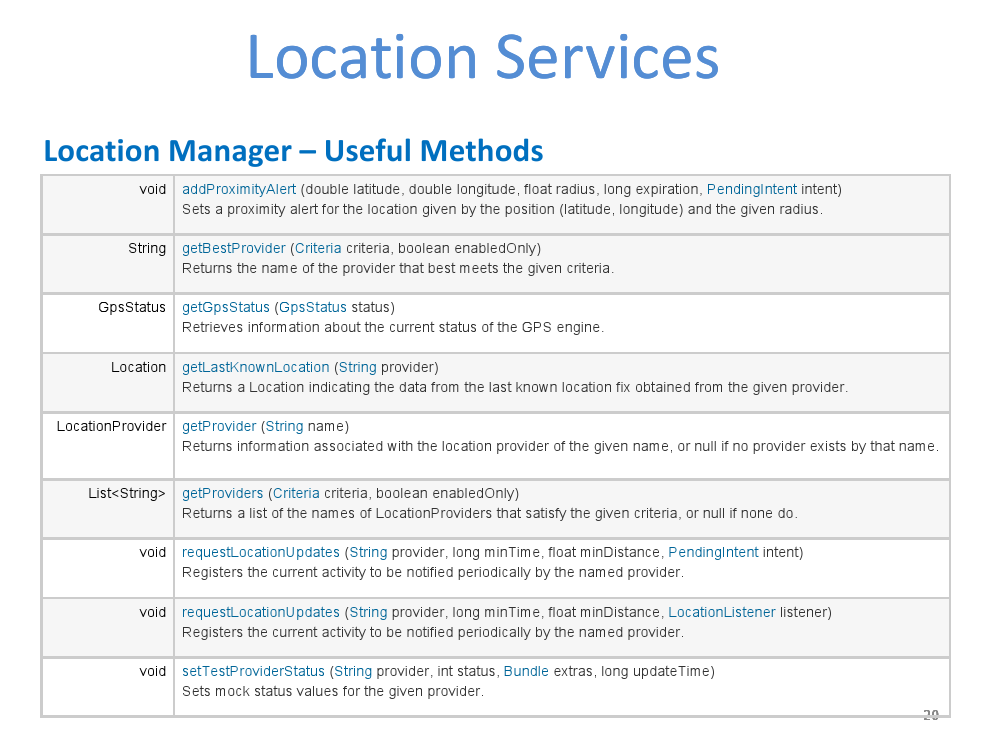 Location Services
Location Manager – Useful Methods
void
addProximityAlert (double latitude, double longitude, float radius, long expiration, PendingIntent intent)
Sets a proximity alert for the location given by the position (latitude, longitude) and the given radius.
String
getBestProvider (Criteria criteria, boolean enabledOnly)
Returns the name of the provider that best meets the given criteria.
GpsStatus
getGpsStatus (GpsStatus status)
Retrieves information about the current status of the GPS engine.
Location
getLastKnownLocation (String provider)
Returns a Location indicating the data from the last known location fix obtained from the given provider.
LocationProvider
getProvider (String name)
Returns information associated with the location provider of the given name, or null if no provider exists by that name.
List<String>
getProviders (Criteria criteria, boolean enabledOnly)
Returns a list of the names of LocationProviders that satisfy the given criteria, or null if none do.
void
requestLocationUpdates (String provider, long minTime, float minDistance, PendingIntent intent)
Registers the current activity to be notified periodically by the named provider.
void
requestLocationUpdates (String provider, long minTime, float minDistance, LocationListener listener)
Registers the current activity to be notified periodically by the named provider.
void
setTestProviderStatus (String provider, int status, Bundle extras, long updateTime)
Sets mock status values for the given provider.
20